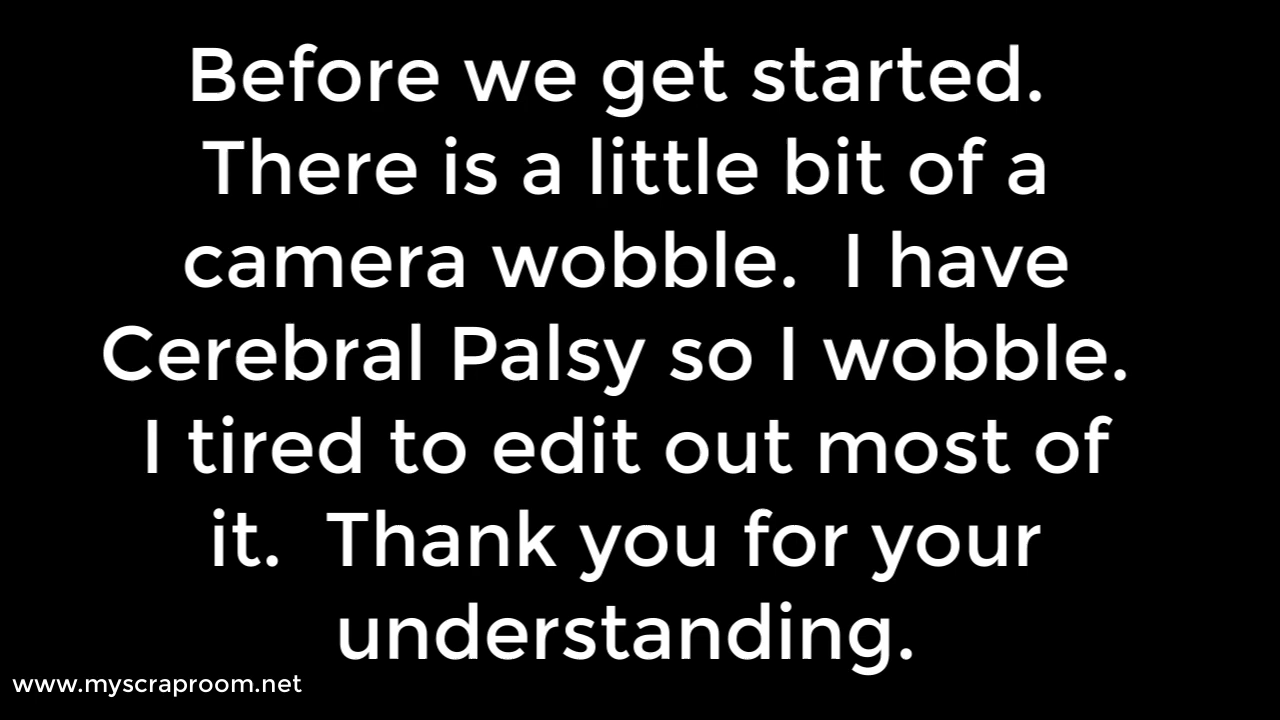 Before we get started.
There is a little bit of a
camera wobble.  I have
Cerebral Palsy so I wobble.
I tired to edit out most of
it.  Thank you for your
understanding.
www.myscraproom.net